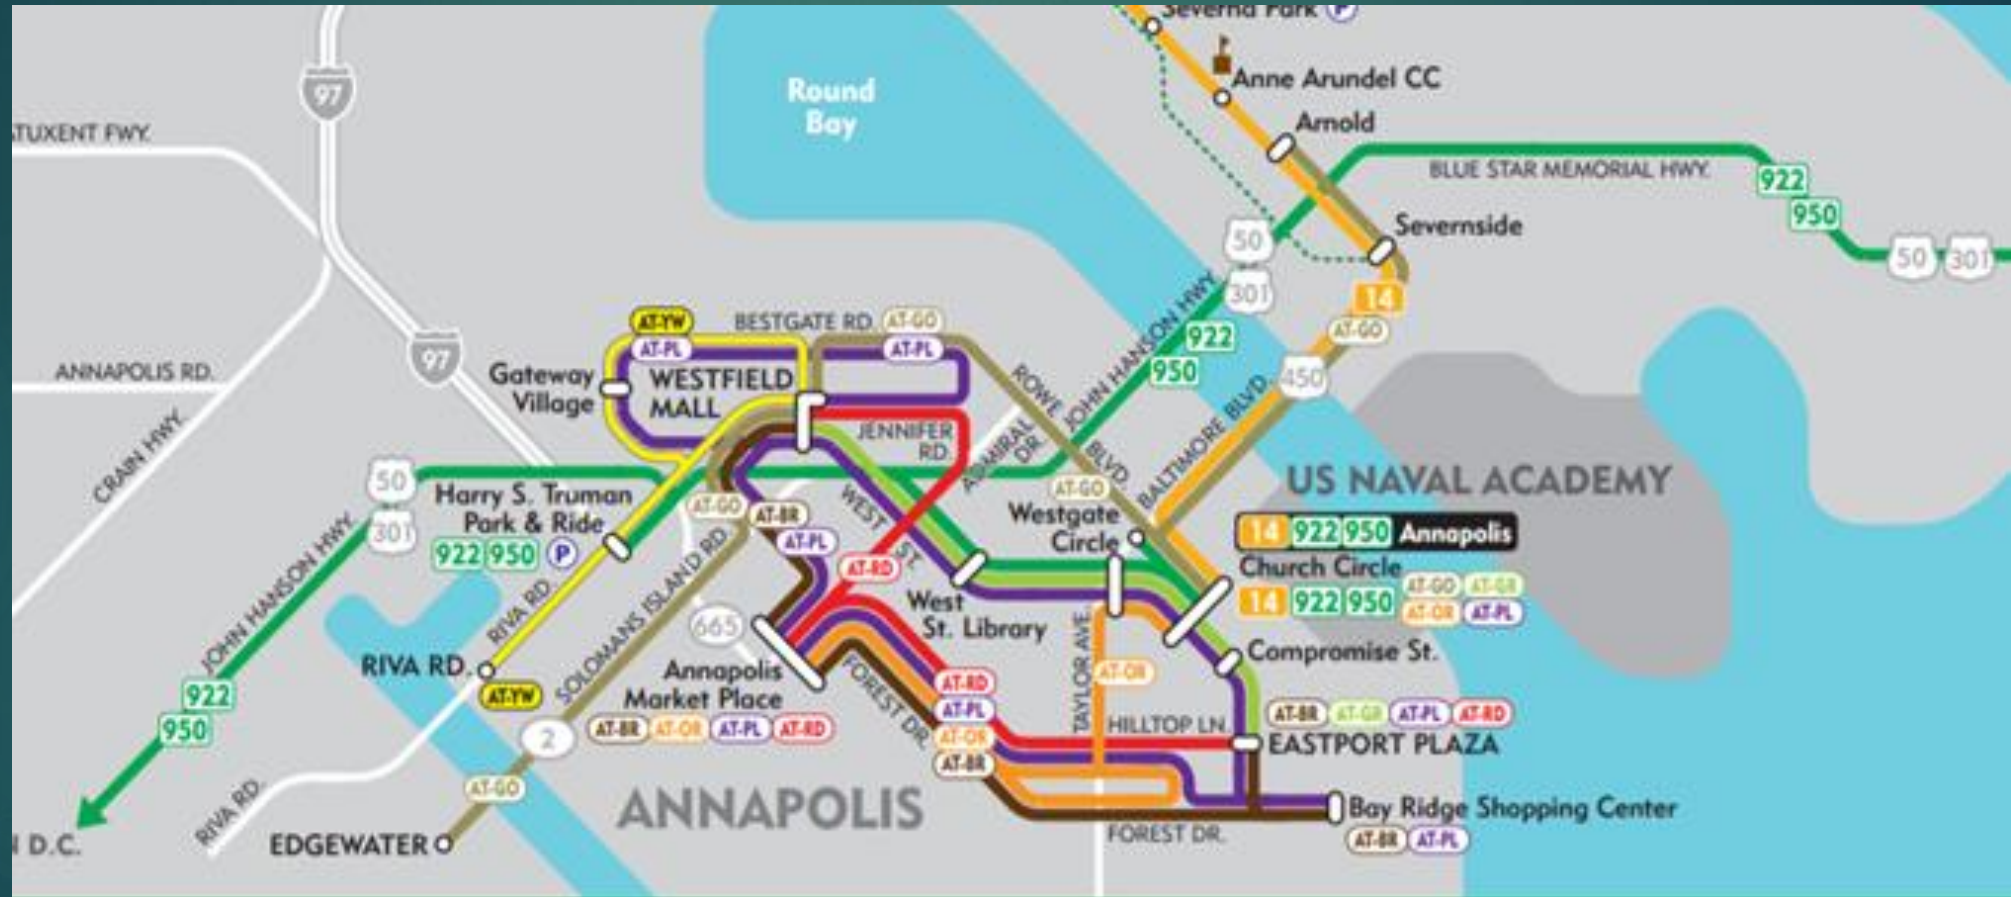 Severna Park P
Anne Arundel CC
Arnold
Round
Bay
97
TUXENT FWY.
BLUE STAR MEMORIAL HWY.
922
950
Severnside
50
301
50 301
14
AT-GO
JOHN HANSON HWY
922
950
450
BALTIMORE BLVD.
AT-YW
AT-PL
BESTGATE RD.
AT-GO
AT-PL
ROWE
BLVD.
97
ANNAPOLIS RD.
CRAIN HWY.
Gateway
Village
WESTFIELD
MALL
JENNIFER
RD.
ADMIRAL
DR.
US NAVAL ACADEMY
50
301
Harry S. Truman
Park & Ride
922 950 P
AT-GO
AT-BR
AT-PL
WEST
ST.
AT-RD
AT-GO
Westgate
Circle
14 922 950 Annapolis
Church Circle
14 922 950
AT-GO AT-GR
AT-OR AT-PL
JOHN HANSON HWY.
RIVA RD.
SOLOMANS ISLAND RD.
665
West
St. Library
TAYLOR AVE.
AT-OR
Compromise St.
RIVA RD.
AT-YW
922
950
Annapolis
Market Place
AT-BR AT-OR AT-PL AT-RD
FOREST DR.
AT-RD
AT-PL
AT-OR
AT-BR
HILLTOP LN.
AT-BR AT-GR AT-PL AT-RD
EASTPORT PLAZA
2
AT-GO
RIVA RD.
ANNAPOLIS
FOREST DR.
Bay Ridge Shopping Center
AT-BR AT-PL
D.C.
EDGEWATER